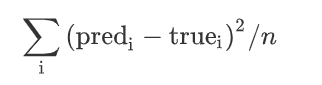 ∑ᵢ (predᵢ − trueᵢ)²/n